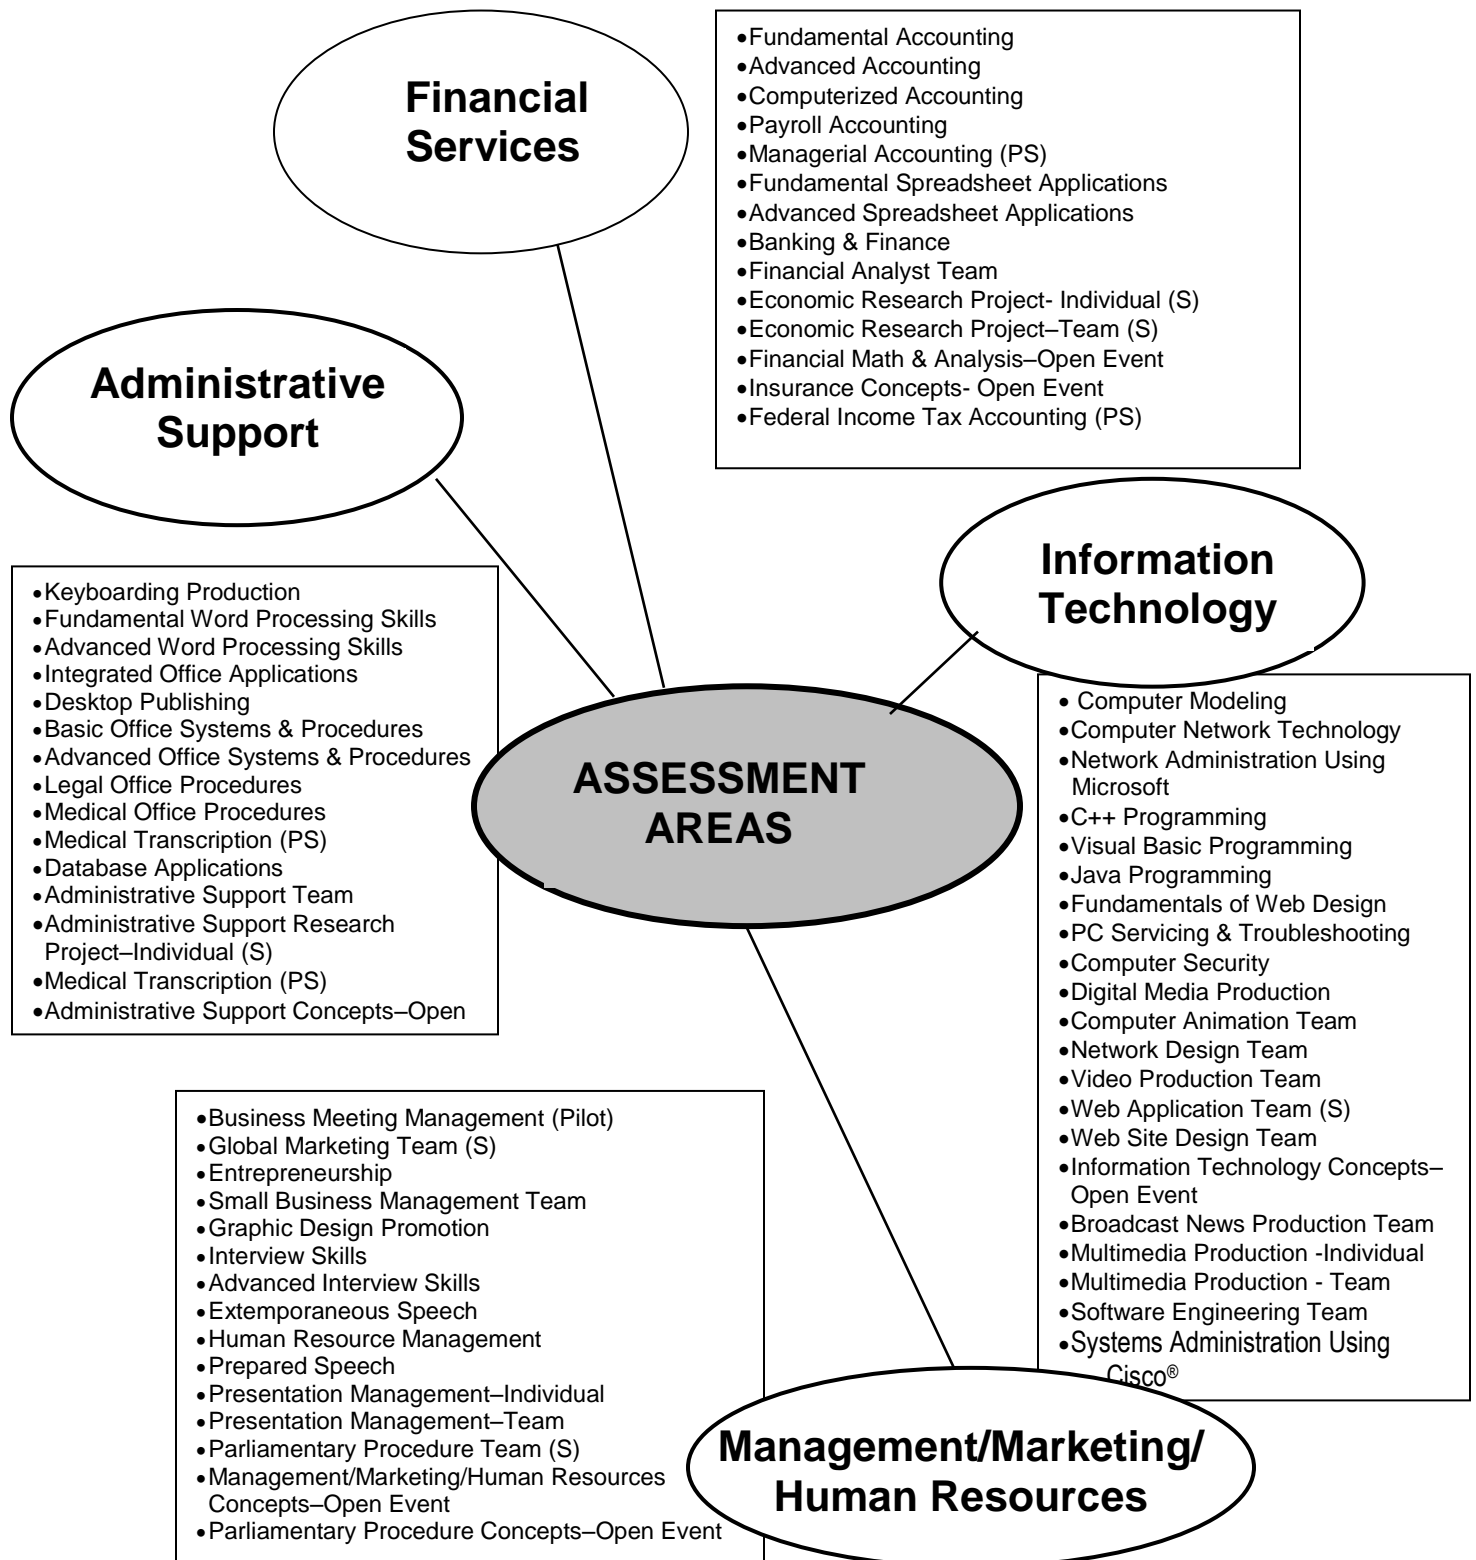 Financial
Services
•Fundamental Accounting
•Advanced Accounting
•Computerized Accounting
•Payroll Accounting
•Managerial Accounting (PS)
•Fundamental Spreadsheet Applications
•Advanced Spreadsheet Applications
•Banking & Finance
•Financial Analyst Team
•Economic Research Project- Individual (S)
•Economic Research Project–Team (S)
•Financial Math & Analysis–Open Event
•Insurance Concepts- Open Event
•Federal Income Tax Accounting (PS)
Administrative
Support
•Keyboarding Production
•Fundamental Word Processing Skills
•Advanced Word Processing Skills
•Integrated Office Applications
•Desktop Publishing
•Basic Office Systems & Procedures
•Advanced Office Systems & Procedures
•Legal Office Procedures
•Medical Office Procedures
•Medical Transcription (PS)
•Database Applications
•Administrative Support Team
•Administrative Support Research
Project–Individual (S)
•Medical Transcription (PS)
•Administrative Support Concepts–Open
ASSESSMENT
AREAS
Information
Technology
• Computer Modeling
•Computer Network Technology
•Network Administration Using
Microsoft
•C++ Programming
•Visual Basic Programming
•Java Programming
•Fundamentals of Web Design
•PC Servicing & Troubleshooting
•Computer Security
•Digital Media Production
•Computer Animation Team
•Network Design Team
•Video Production Team
•Web Application Team (S)
•Web Site Design Team
•Information Technology Concepts–
Open Event
•Broadcast News Production Team
•Multimedia Production -Individual
•Multimedia Production - Team
•Software Engineering Team
•Systems Administration Using
Cisco®
•Business Meeting Management (Pilot)
•Global Marketing Team (S)
•Entrepreneurship
•Small Business Management Team
•Graphic Design Promotion
•Interview Skills
•Advanced Interview Skills
•Extemporaneous Speech
•Human Resource Management
•Prepared Speech
•Presentation Management–Individual
•Presentation Management–Team
•Parliamentary Procedure Team (S)
•Management/Marketing/Human Resources
Concepts–Open Event
•Parliamentary Procedure Concepts–Open Event
Management/Marketing/
Human Resources